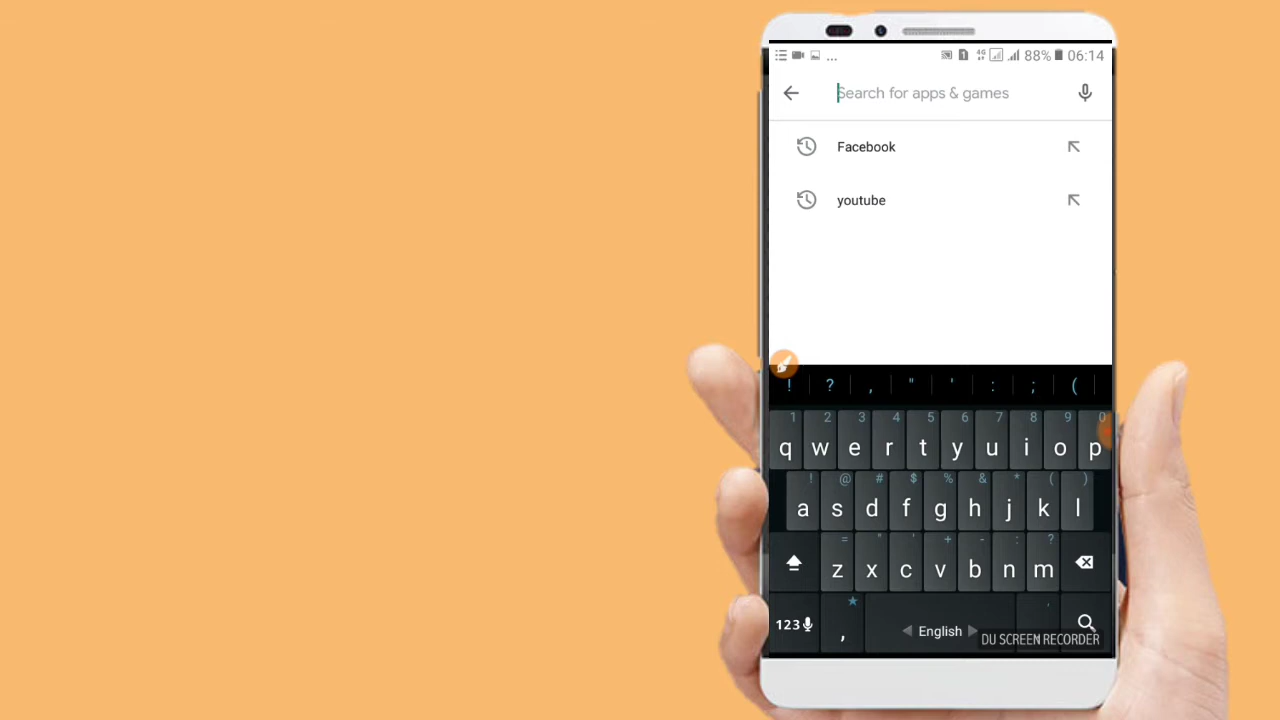 ... 4G 88% 06:14
Search for apps & games
Facebook
youtube
! ? , " ' : ; (
1 2 3 4 5 6 7 8 9 0
q w e r t y u i o p
! @ # $ % & * ( )
a s d f g h j k l
= " ' + - : ?
z x c v b n m
123 , English '
DU SCREEN RECORDER